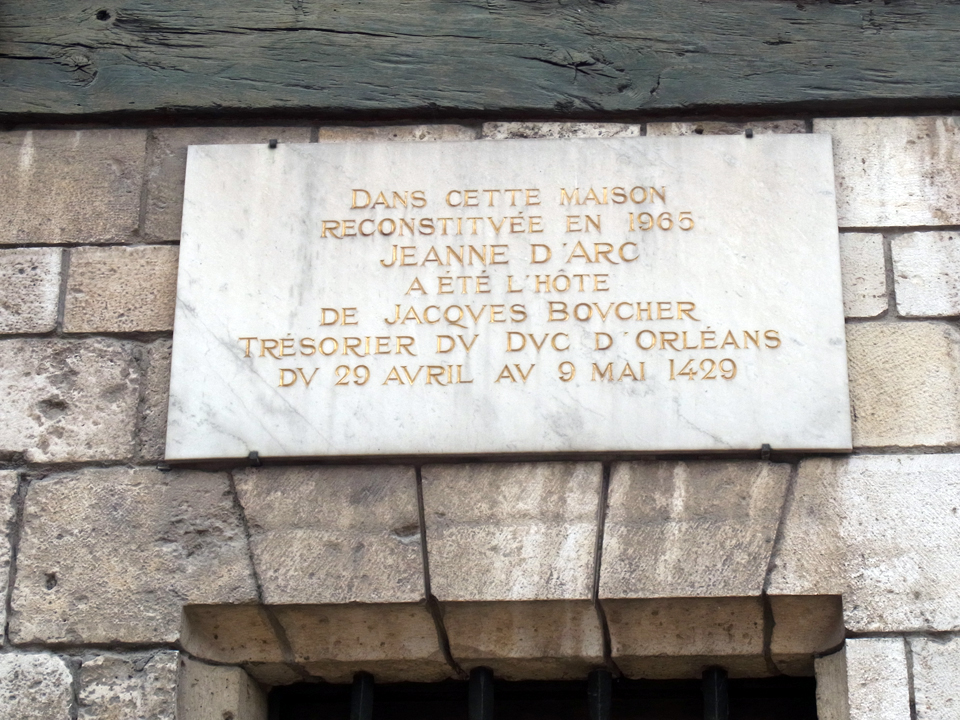 DANS CETTE MAISON
RECONSTITVÉE EN 1965
JEANNE D'ARC
A ÉTÉ L'HÔTE
DE JACQVES BOVCHER
TRÉSORIER DV DVC D'ORLÉANS
DV 29 AVRIL AV 9 MAI 1429